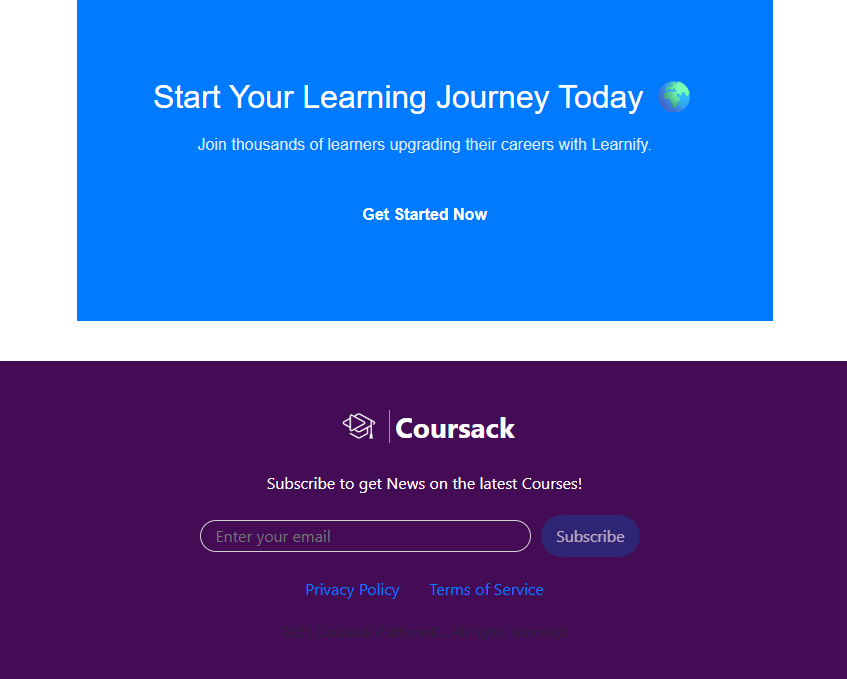 Start Your Learning Journey Today 🌍
Join thousands of learners upgrading their careers with Learnify.
Get Started Now
Coursack
Subscribe to get News on the latest Courses!
Enter your email
Subscribe
Privacy Policy
Terms of Service